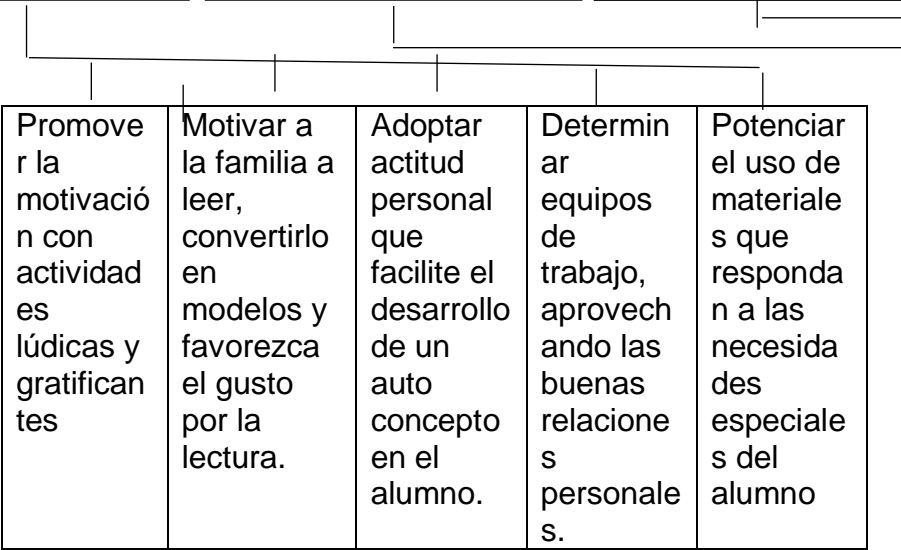 Promove
r la
motivació
n con
actividad
es
lúdicas y
gratifican
tes
Motivar a
la familia a
leer,
convertirlo
en
modelos y
favorezca
el gusto
por la
lectura.
Adoptar
actitud
personal
que
facilite el
desarrollo
de un
auto
concepto
en el
alumno.
Determin
ar
equipos
de
trabajo,
aprovech
ando las
buenas
relacione
s
personale
s.
Potenciar
el uso de
materiale
s que
responda
n a las
necesida
des
especiale
s del
alumno